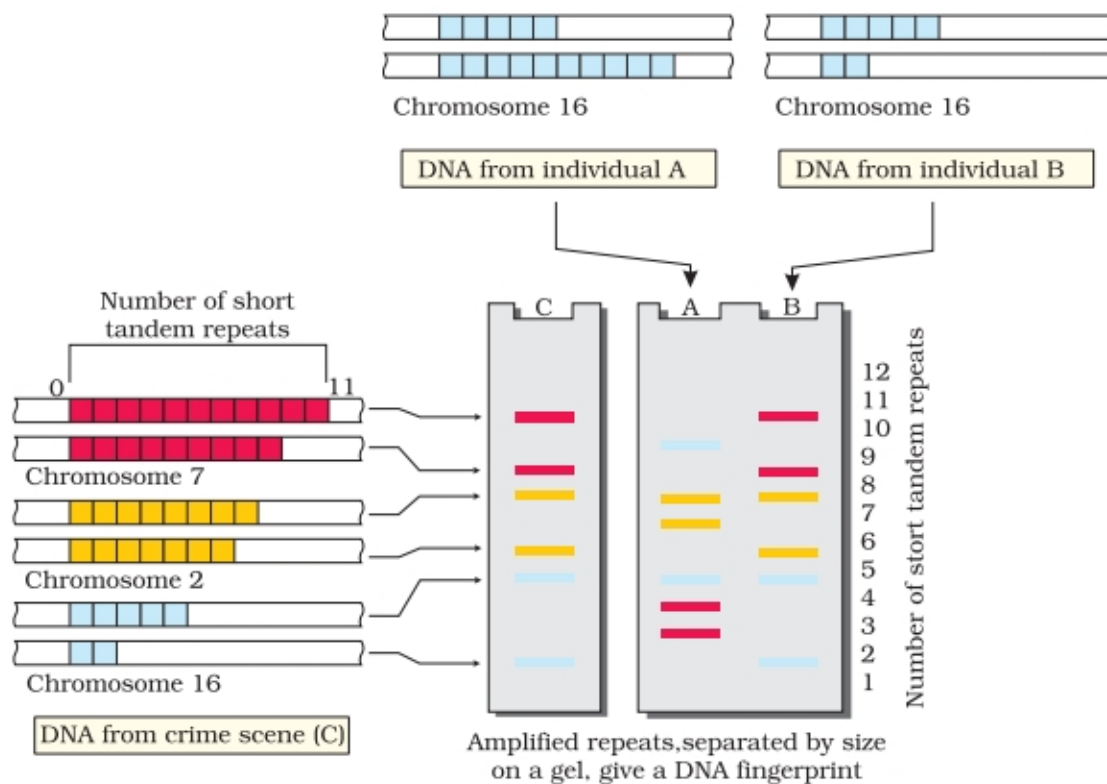 Chromosome 16
Chromosome 16
DNA from individual A
DNA from individual B
Number of short
tandem repeats
0
11
Chromosome 7
Chromosome 2
Chromosome 16
DNA from crime scene (C)
C
A
B
12
11
10
9
8
7
6
5
4
3
2
1
Number of stort tandem repeats
Amplified repeats,separated by size
on a gel, give a DNA fingerprint